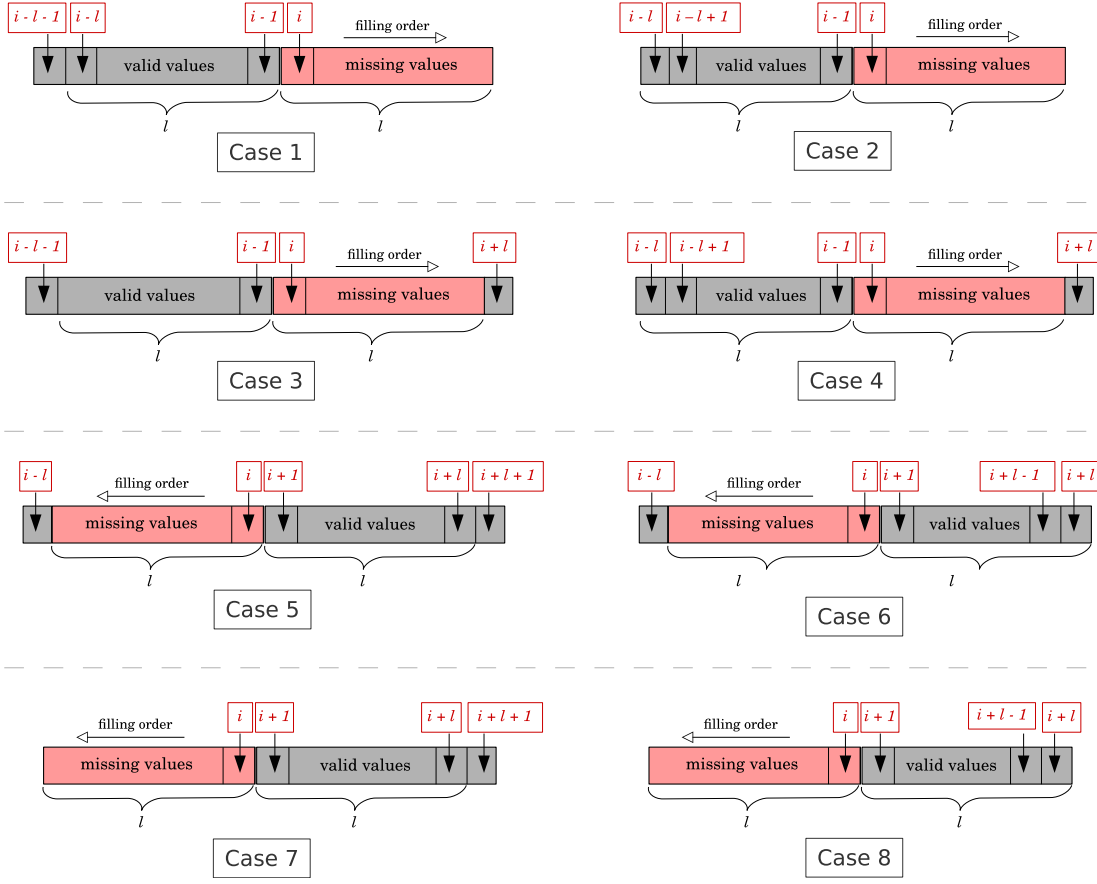 i - l - 1 i - l i - 1 i
filling order
valid values missing values
l l
Case 1
i - l i – l + 1 i - 1 i
filling order
valid values missing values
l l
Case 2
i - l - 1 i - 1 i i + l
filling order
valid values missing values
l l
Case 3
i - l i - l + 1 i - 1 i i + l
filling order
valid values missing values
l l
Case 4
i - l i i + 1 i + l i + l + 1
filling order
missing values valid values
l l
Case 5
i - l i i + 1 i + l - 1 i + l
filling order
missing values valid values
l l
Case 6
i i + 1 i + l i + l + 1
filling order
missing values valid values
l l
Case 7
i i + 1 i + l - 1 i + l
filling order
missing values valid values
l l
Case 8